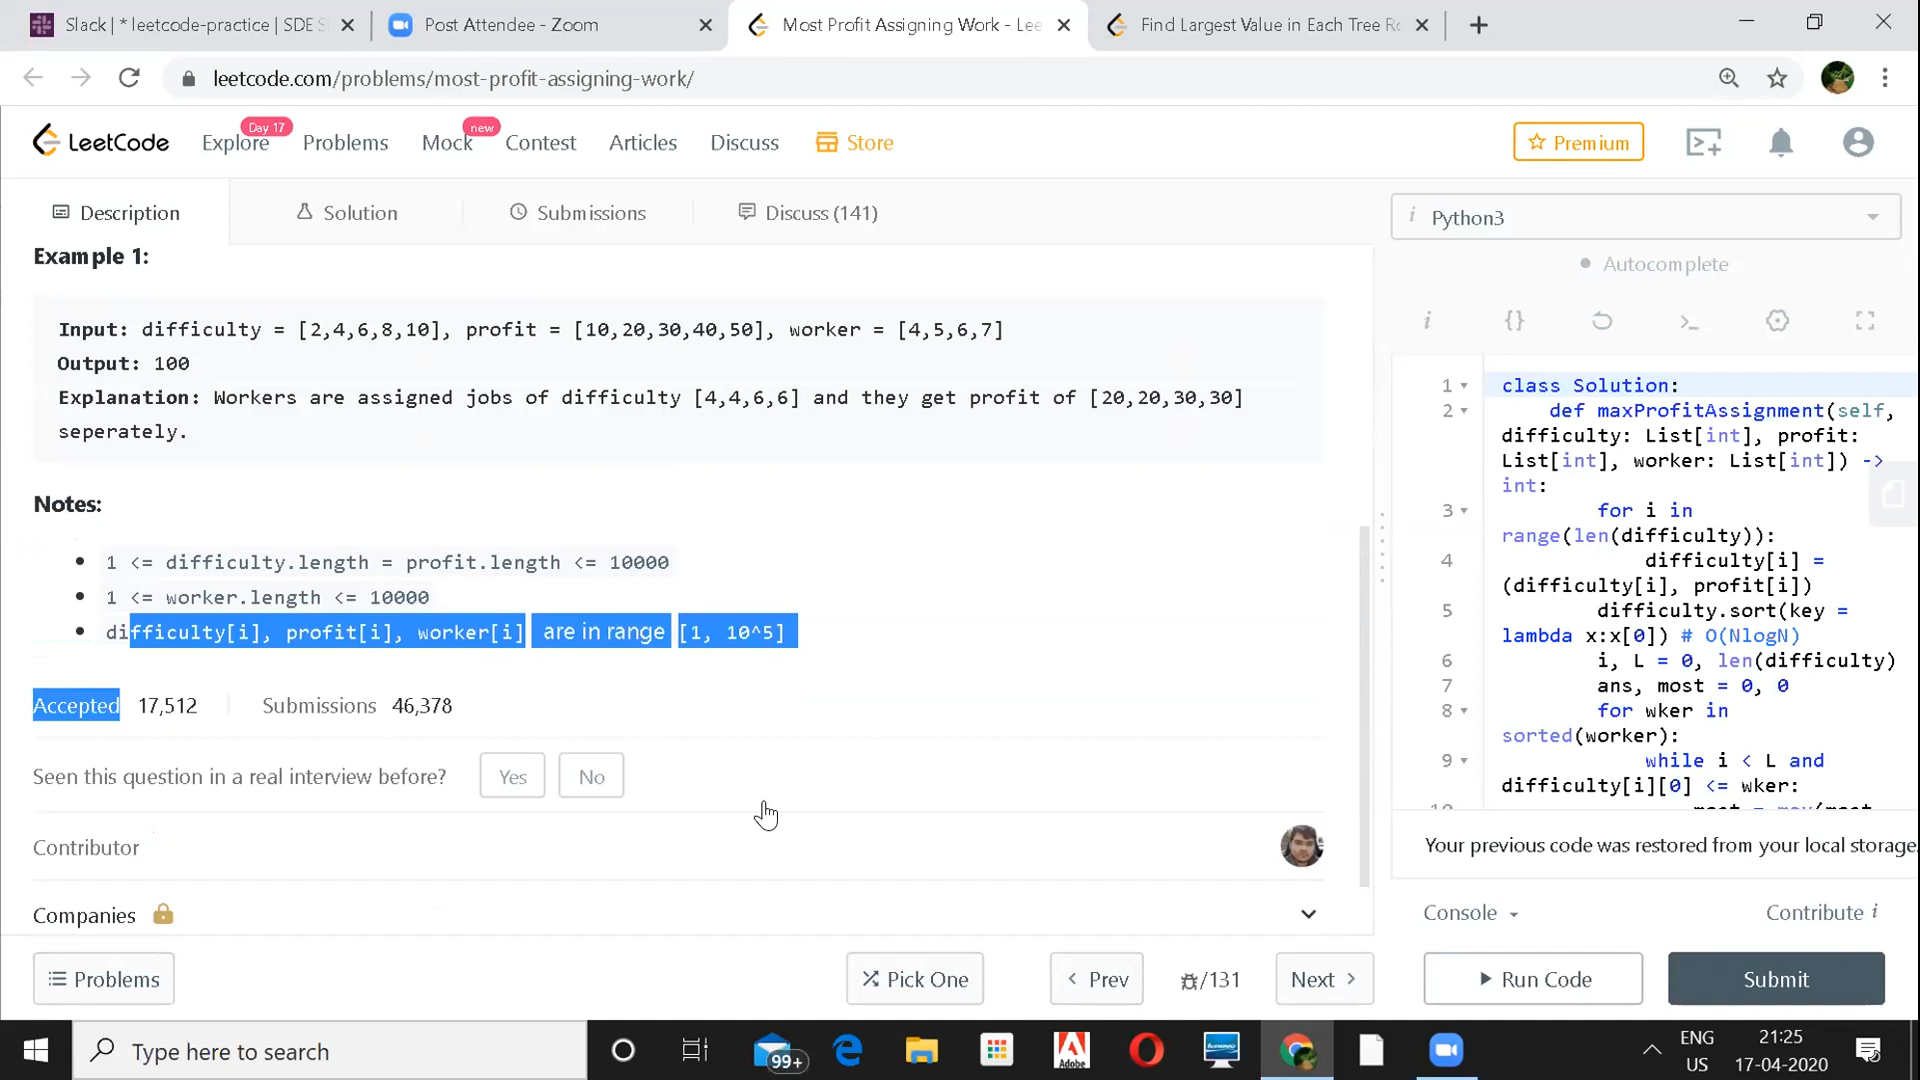 Slack | * leetcode-practice | SDE S
Post Attendee - Zoom
Most Profit Assigning Work - Lee
Find Largest Value in Each Tree Ro
leetcode.com/problems/most-profit-assigning-work/
LeetCode
Explore
Day 17
Problems
Mock
new
Contest
Articles
Discuss
Store
Premium
Description
Solution
Submissions
Discuss (141)
Python3
Autocomplete
Example 1:
Input: difficulty = [2,4,6,8,10], profit = [10,20,30,40,50], worker = [4,5,6,7]
Output: 100
Explanation: Workers are assigned jobs of difficulty [4,4,6,6] and they get profit of [20,20,30,30]
seperately.
Notes:
1 <= difficulty.length = profit.length <= 10000
1 <= worker.length <= 10000
difficulty[i], profit[i], worker[i] are in range [1, 10^5]
Accepted 17,512 Submissions 46,378
Seen this question in a real interview before? Yes No
Contributor
Companies
1 class Solution:
2 def maxProfitAssignment(self,
difficulty: List[int], profit:
List[int], worker: List[int]) ->
int:
3 for i in
range(len(difficulty)):
4 difficulty[i] =
(difficulty[i], profit[i])
5 difficulty.sort(key =
lambda x:x[0]) # O(NlogN)
6 i, L = 0, len(difficulty)
7 ans, most = 0, 0
8 for wker in
sorted(worker):
9 while i < L and
difficulty[i][0] <= wker:
10 most = max(most
Your previous code was restored from your local storage.
Console
Contribute i
Problems
Pick One
Prev
/131
Next
Run Code
Submit
Type here to search
99+
Adobe
ENG
US
21:25
17-04-2020